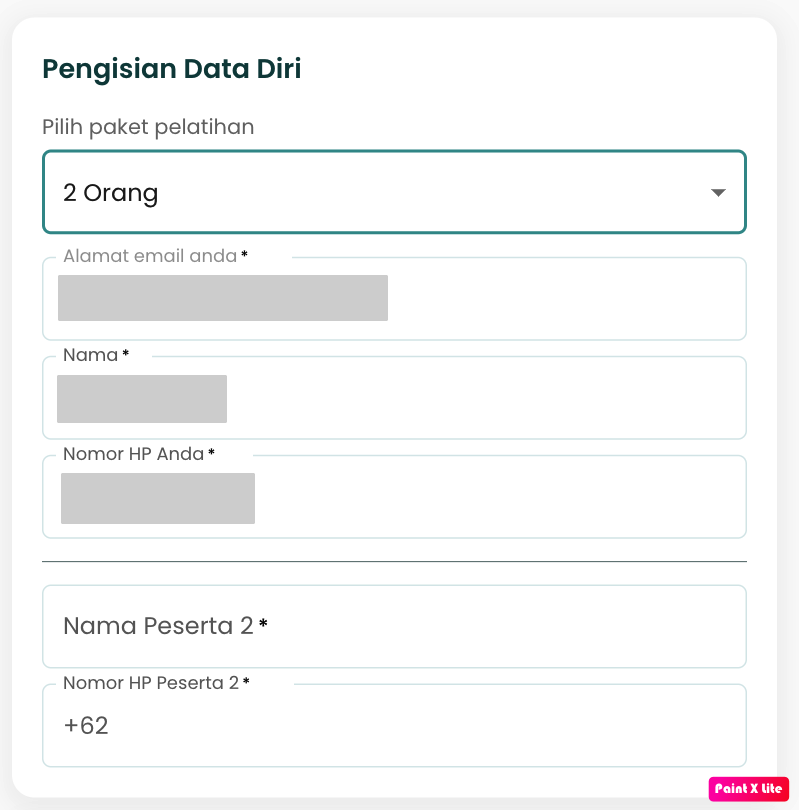 Pengisian Data Diri
Pilih paket pelatihan
2 Orang
Alamat email anda *
Nama *
Nomor HP Anda *
Nama Peserta 2 *
Nomor HP Peserta 2 *
+62
Paint X Lite